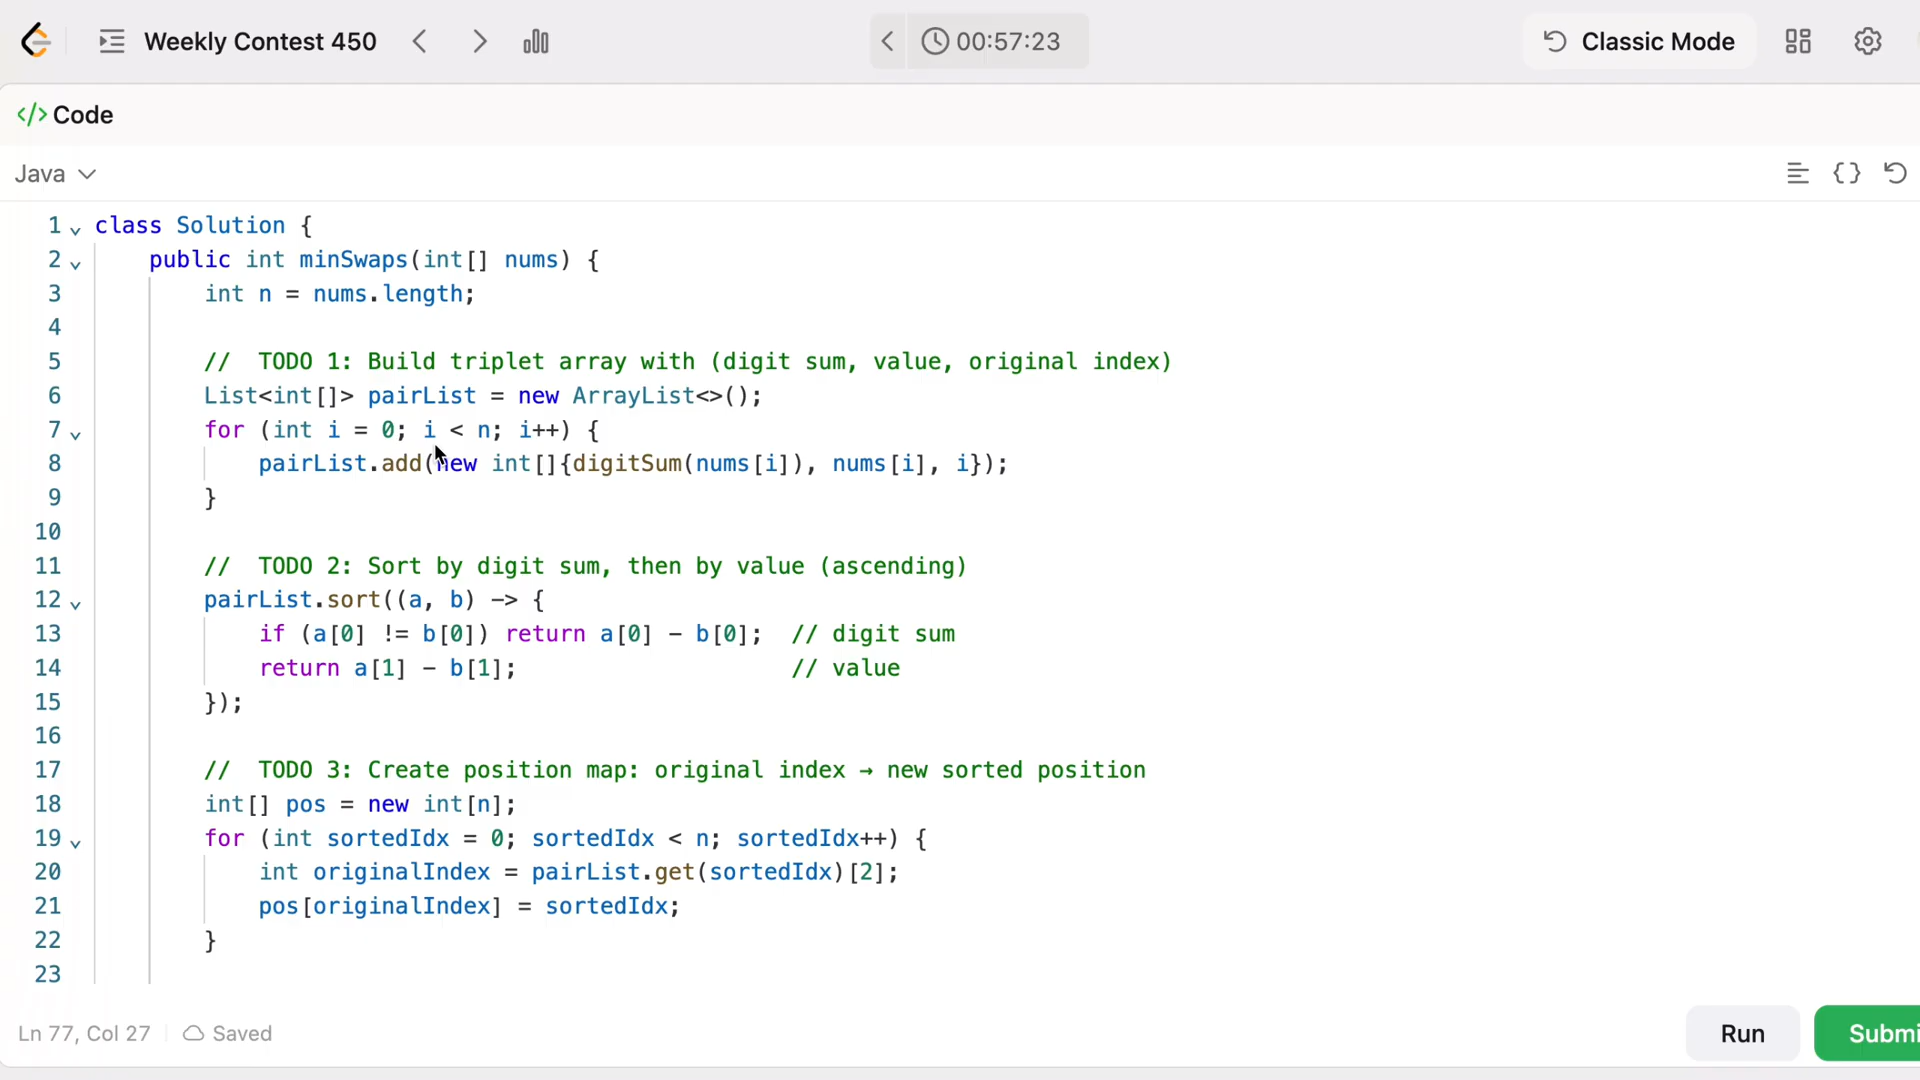 Weekly Contest 450
00:57:23
Classic Mode
</> Code
Java
1 class Solution {
2 public int minSwaps(int[] nums) {
3 int n = nums.length;
4
5 // TODO 1: Build triplet array with (digit sum, value, original index)
6 List<int[]> pairList = new ArrayList<>();
7 for (int i = 0; i < n; i++) {
8 pairList.add(new int[]{digitSum(nums[i]), nums[i], i});
9 }
10
11 // TODO 2: Sort by digit sum, then by value (ascending)
12 pairList.sort((a, b) -> {
13 if (a[0] != b[0]) return a[0] - b[0]; // digit sum
14 return a[1] - b[1]; // value
15 });
16
17 // TODO 3: Create position map: original index → new sorted position
18 int[] pos = new int[n];
19 for (int sortedIdx = 0; sortedIdx < n; sortedIdx++) {
20 int originalIndex = pairList.get(sortedIdx)[2];
21 pos[originalIndex] = sortedIdx;
22 }
23
Ln 77, Col 27
Saved
Run
Submi